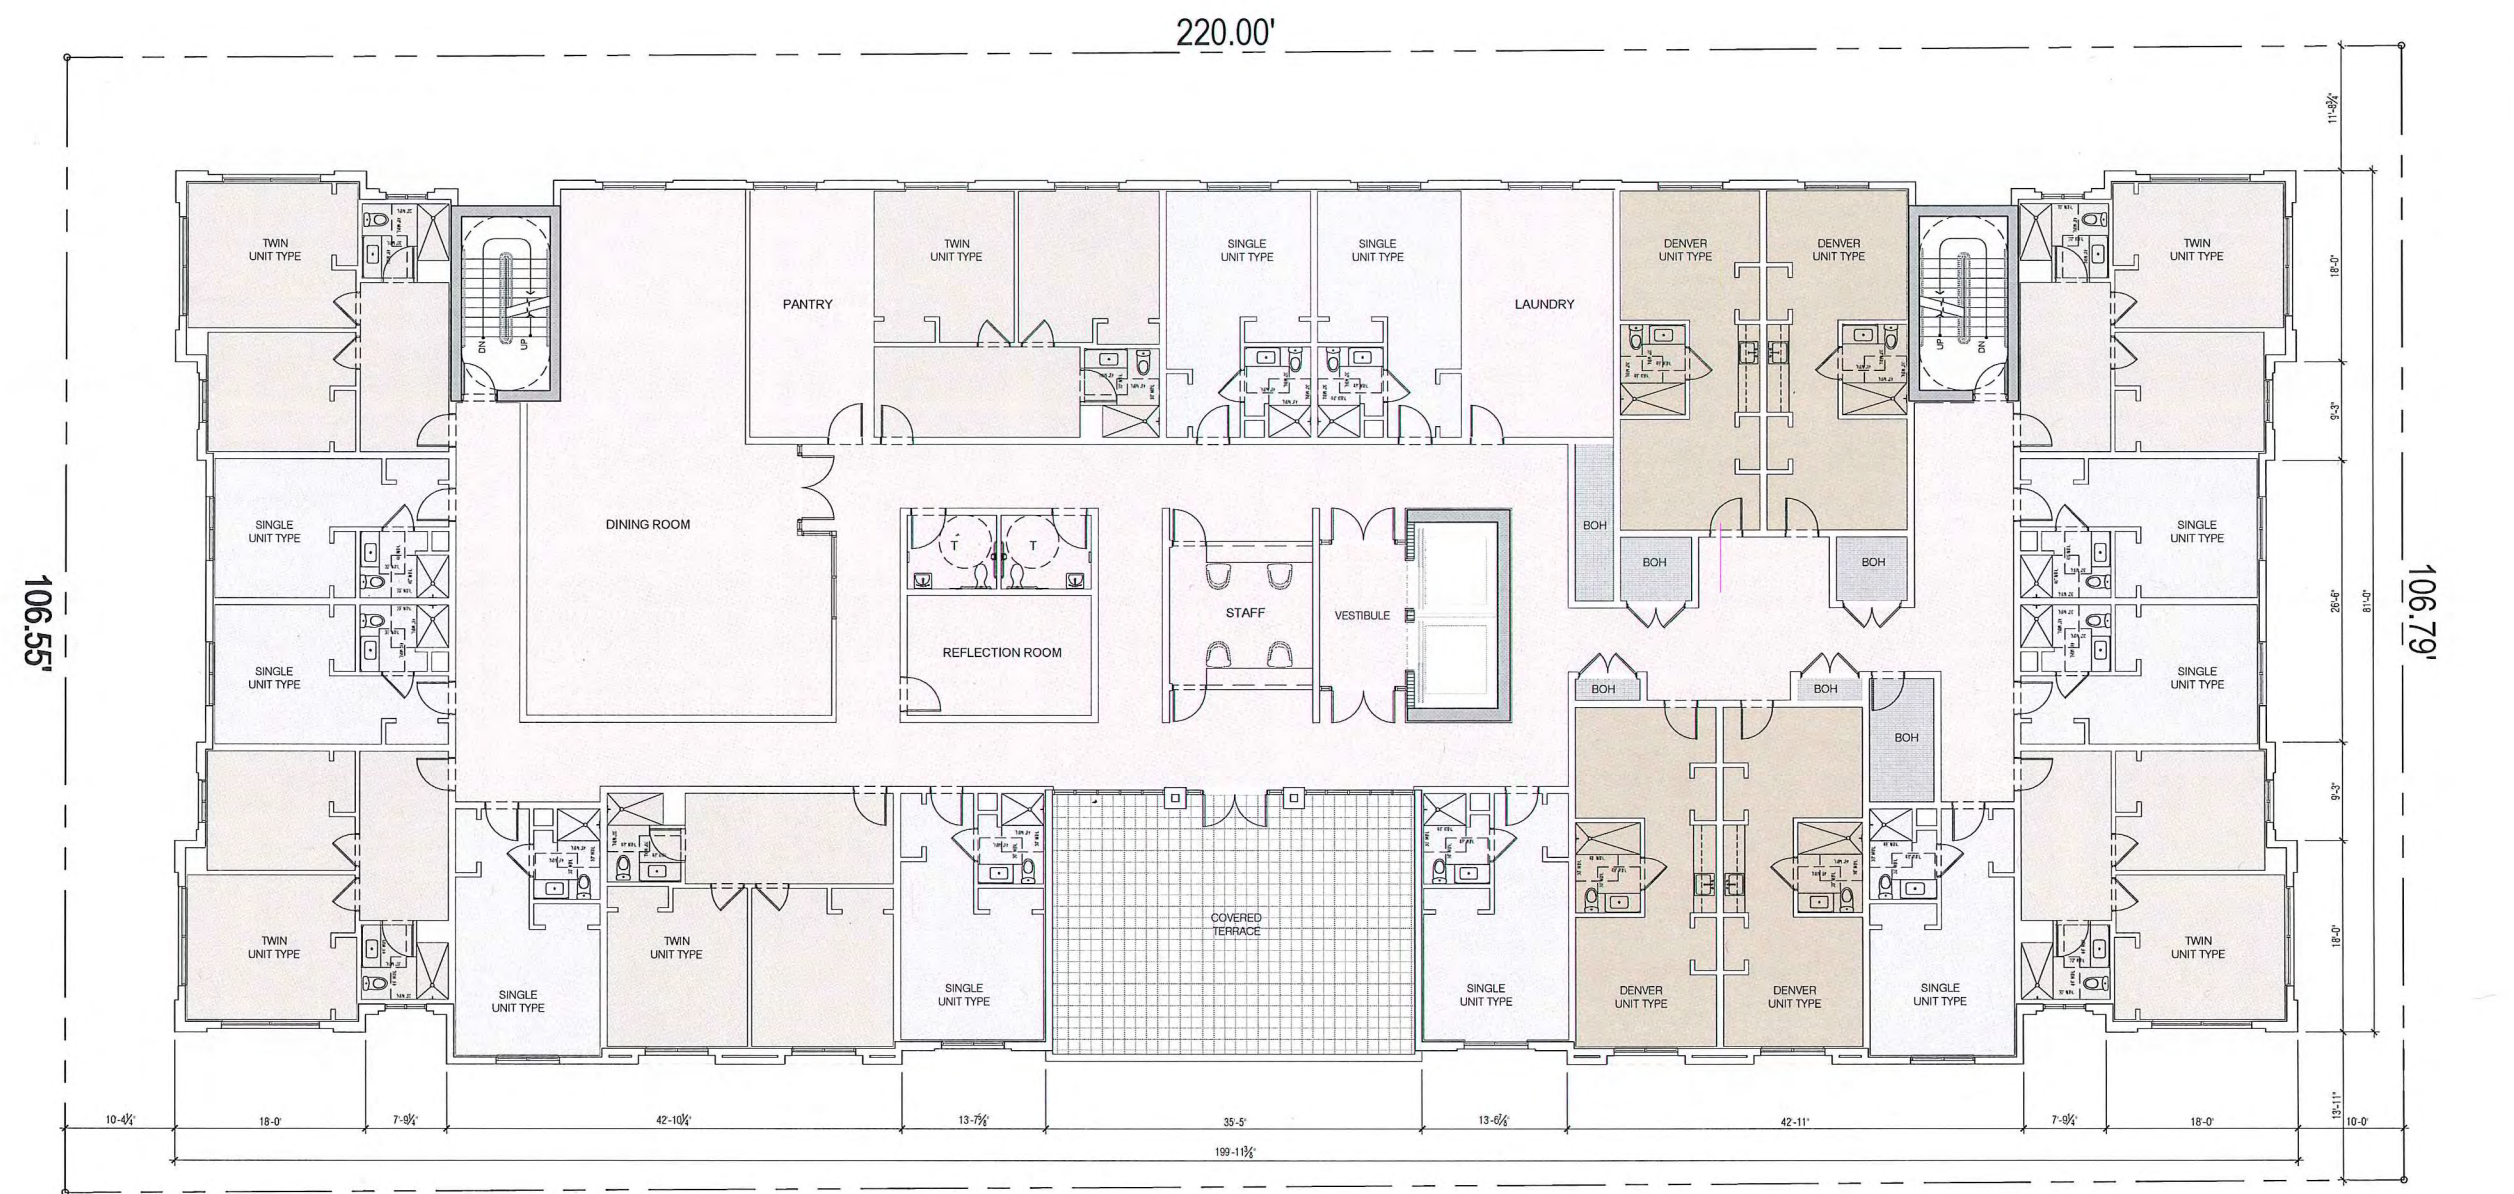 220.00'
11'-8¾"
TWIN
UNIT TYPE
TWIN
UNIT TYPE
SINGLE
UNIT TYPE
SINGLE
UNIT TYPE
DENVER
UNIT TYPE
DENVER
UNIT TYPE
TWIN
UNIT TYPE
18'-0"
PANTRY
LAUNDRY
DN
UP
UP
DN
9'-3"
DINING ROOM
SINGLE
UNIT TYPE
BOH
SINGLE
UNIT TYPE
T
T
BOH
BOH
106.55'
106.79'
26'-6"
81'-0"
STAFF
VESTIBULE
REFLECTION ROOM
SINGLE
UNIT TYPE
SINGLE
UNIT TYPE
BOH
BOH
BOH
9'-3"
COVERED
TERRACE
TWIN
UNIT TYPE
TWIN
UNIT TYPE
TWIN
UNIT TYPE
18'-0"
SINGLE
UNIT TYPE
SINGLE
UNIT TYPE
SINGLE
UNIT TYPE
DENVER
UNIT TYPE
DENVER
UNIT TYPE
SINGLE
UNIT TYPE
13'-11"
10'-4¼"
18'-0"
7'-9¼"
42'-10¼"
13'-7⅝"
35'-5"
13'-6⅞"
42'-11"
7'-9¼"
18'-0"
10'-0"
199'-11⅜"